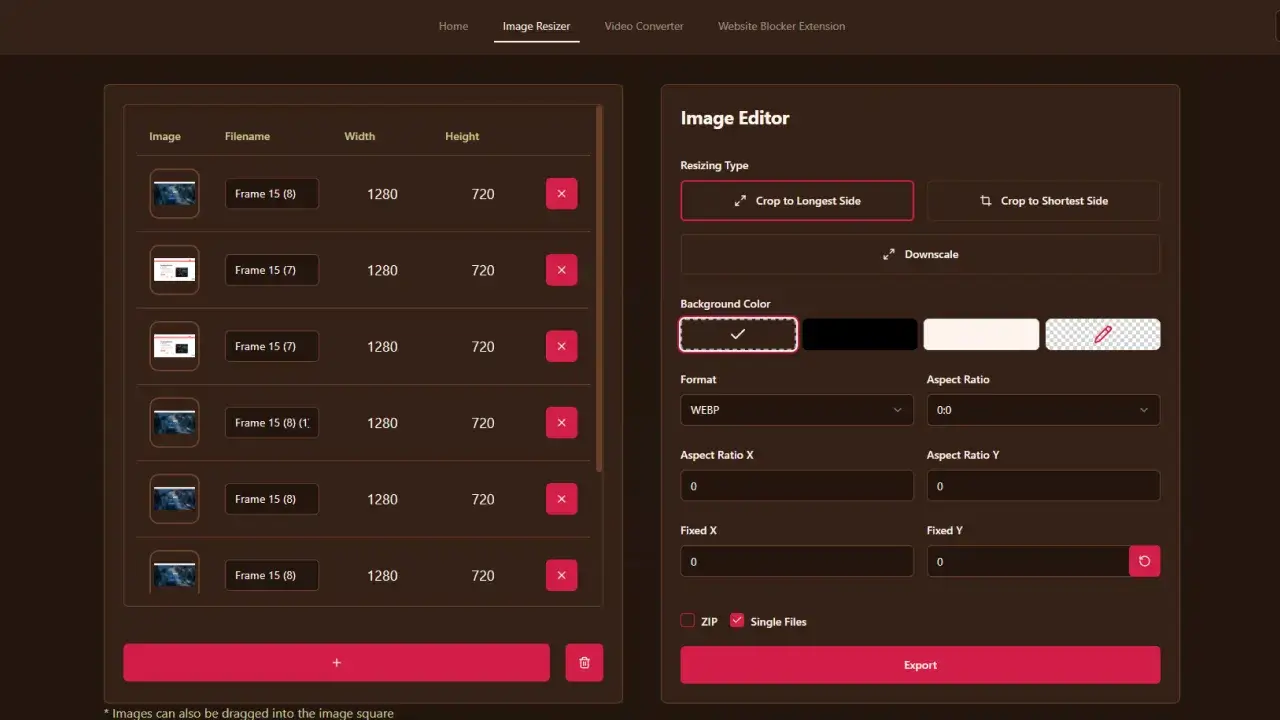 Home Image Resizer Video Converter Website Blocker Extension
Image Filename Width Height
Frame 15 (8) 1280 720
Frame 15 (7) 1280 720
Frame 15 (7) 1280 720
Frame 15 (8) (1) 1280 720
Frame 15 (8) 1280 720
Frame 15 (8) 1280 720
+
* Images can also be dragged into the image square
Image Editor
Resizing Type
Crop to Longest Side Crop to Shortest Side
Downscale
Background Color
Format Aspect Ratio
WEBP 0:0
Aspect Ratio X Aspect Ratio Y
0 0
Fixed X Fixed Y
0 0
ZIP Single Files
Export